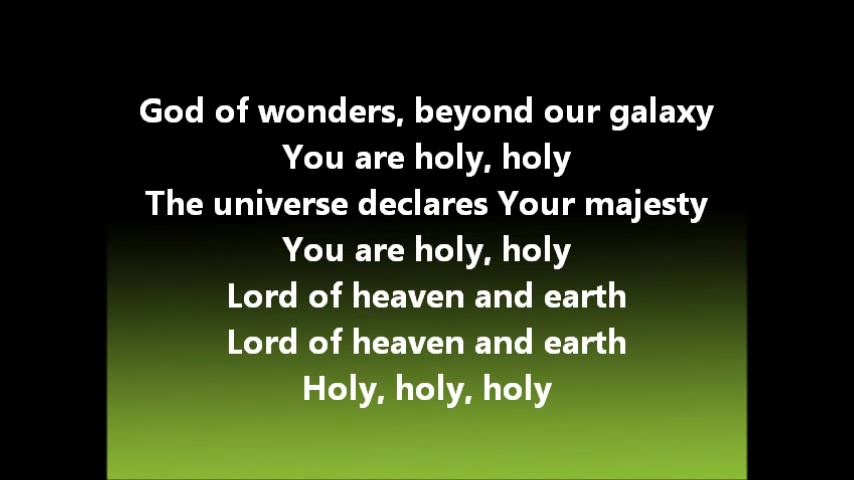 God of wonders, beyond our galaxy
You are holy, holy
The universe declares Your majesty
You are holy, holy
Lord of heaven and earth
Lord of heaven and earth
Holy, holy, holy